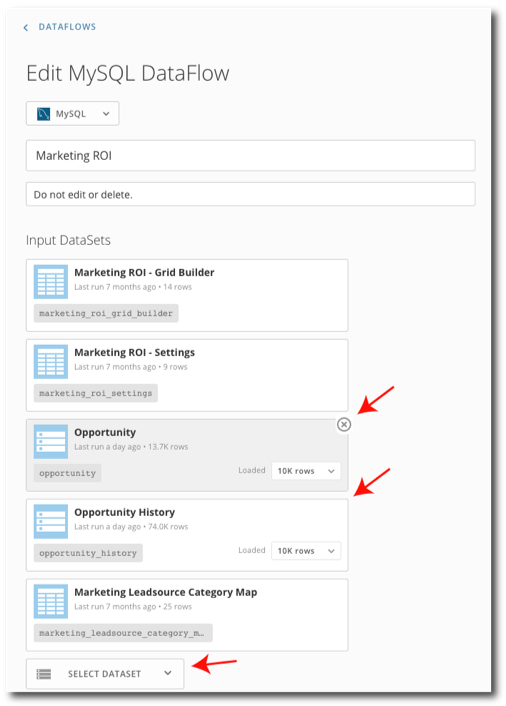 DATAFLOWS
Edit MySQL DataFlow
MySQL
Marketing ROI
Do not edit or delete.
Input DataSets
Marketing ROI - Grid Builder
Last run 7 months ago • 14 rows
marketing_roi_grid_builder
Marketing ROI - Settings
Last run 7 months ago • 9 rows
marketing_roi_settings
Opportunity
Last run a day ago • 13.7K rows
opportunity
Loaded 10K rows
Opportunity History
Last run a day ago • 74.0K rows
opportunity_history
Loaded 10K rows
Marketing Leadsource Category Map
Last run 7 months ago • 25 rows
marketing_leadsource_category_m…
SELECT DATASET